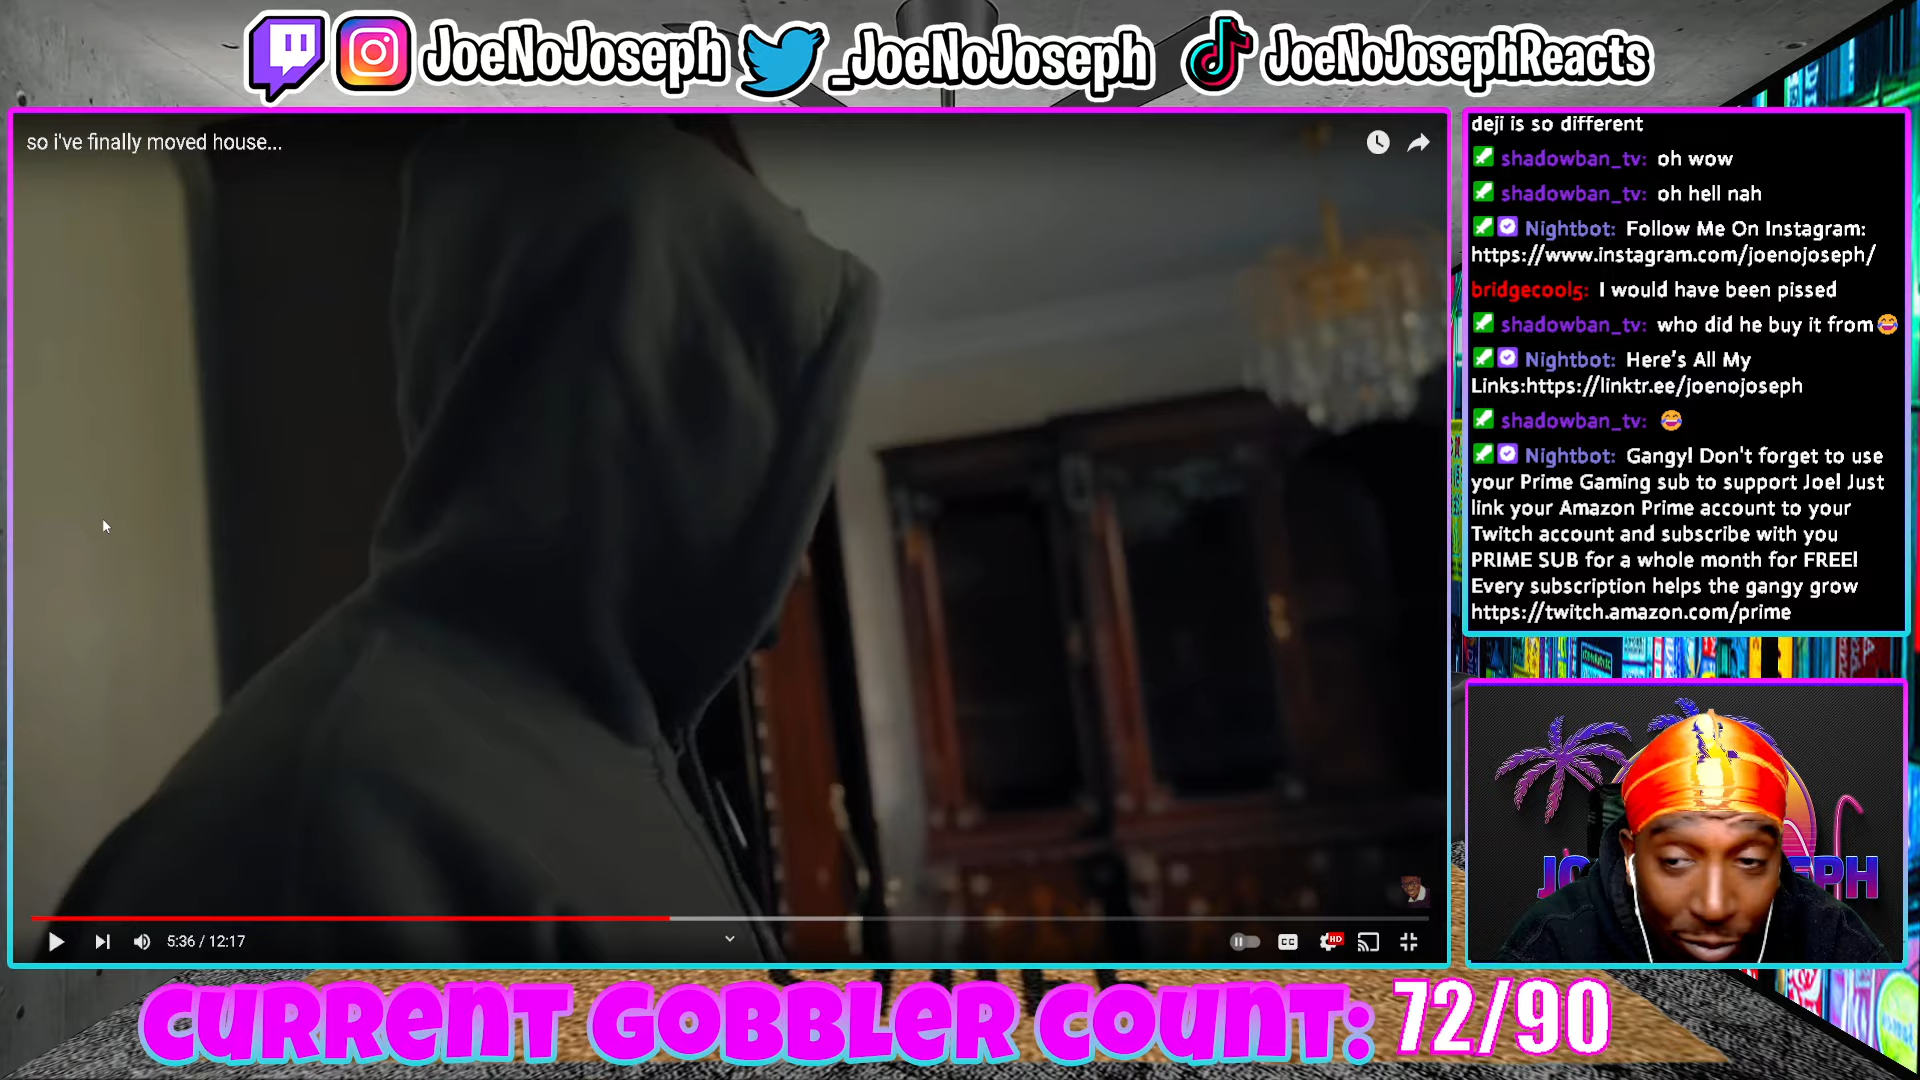 JoeNoJoseph _JoeNoJoseph JoeNoJosephReacts
so i've finally moved house...
5:36 / 12:17
CC
HD
deji is so different
shadowban_tv: oh wow
shadowban_tv: oh hell nah
Nightbot: Follow Me On Instagram:
https://www.instagram.com/joenojoseph/
bridgecool5: I would have been pissed
shadowban_tv: who did he buy it from😂
Nightbot: Here's All My
Links:https://linktr.ee/joenojoseph
shadowban_tv: 😂
Nightbot: Gangy! Don't forget to use
your Prime Gaming sub to support Joe! Just
link your Amazon Prime account to your
Twitch account and subscribe with you
PRIME SUB for a whole month for FREE!
Every subscription helps the gangy grow
https://twitch.amazon.com/prime
CURRENT GOBBLER COUNT: 72/90